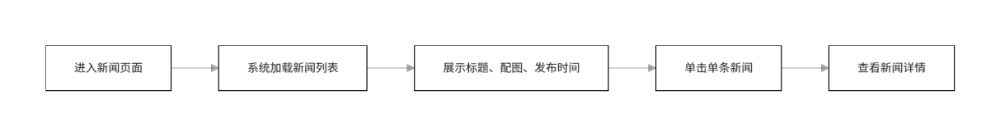 进入新闻页面
系统加载新闻列表
展示标题、配图、发布时间
单击单条新闻
查看新闻详情